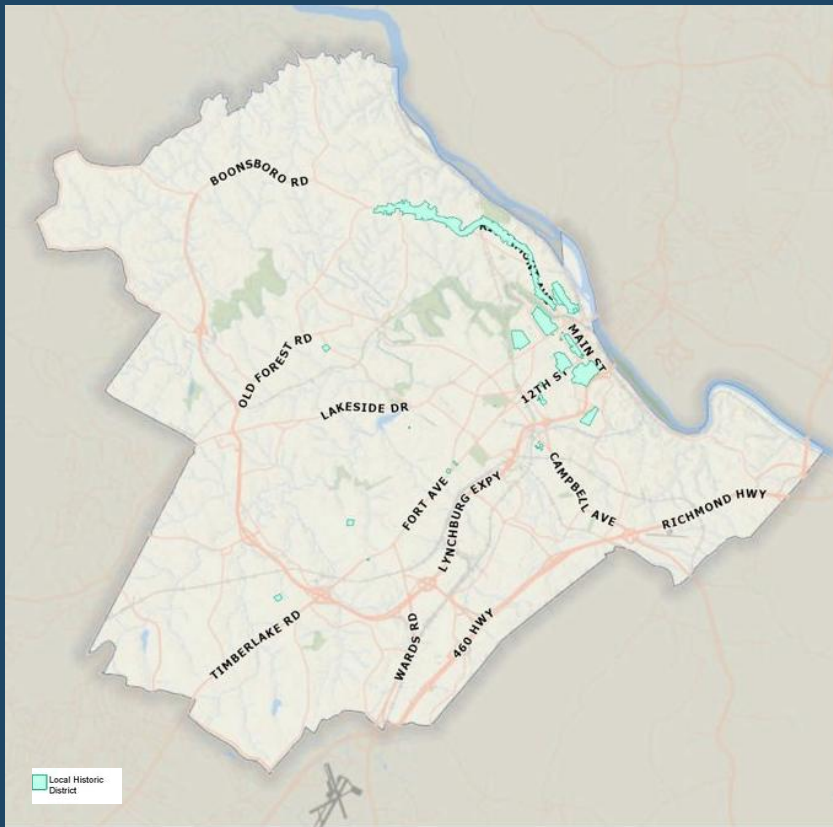 BOONSBORO RD
MAIN ST
OLD FOREST RD
12TH ST
LAKESIDE DR
FORT AVE
LYNCHBURG EXPY
CAMPBELL AVE
RICHMOND HWY
TIMBERLAKE RD
WARDS RD
460 HWY
Local Historic
District